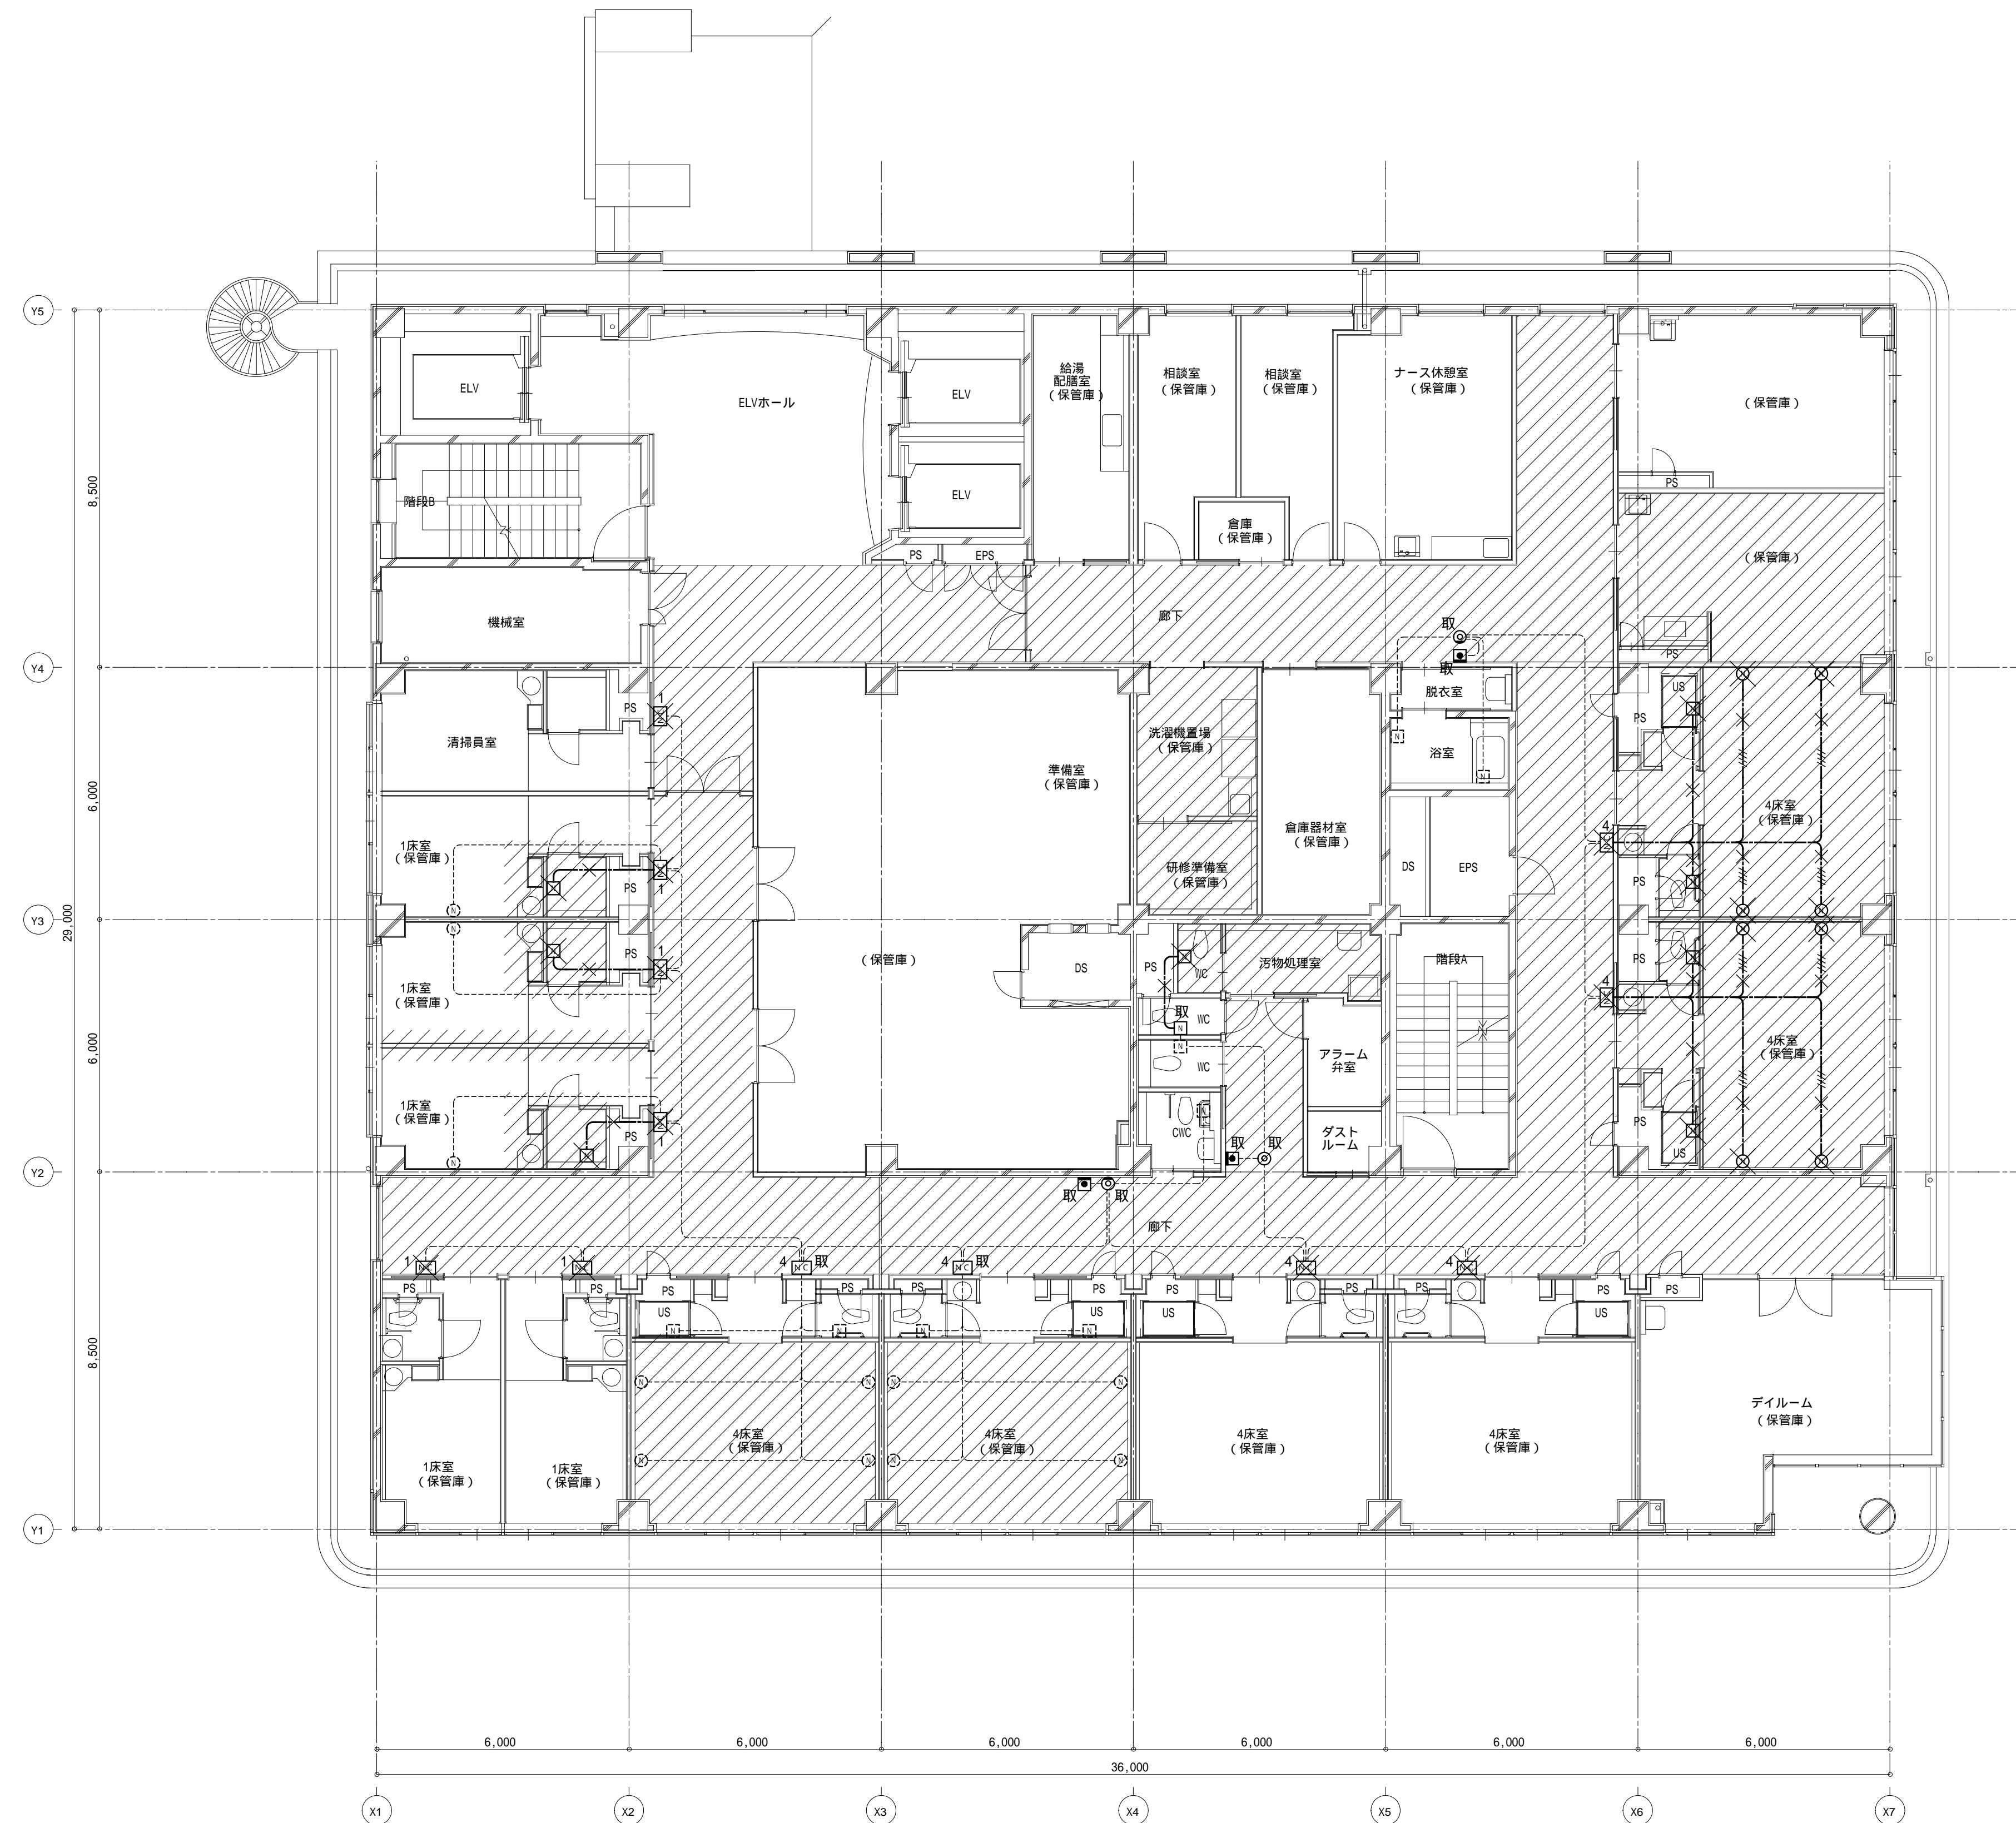 ELV
ELVホール
ELV
ELV
給湯
配膳室
(保管庫)
相談室
(保管庫)
相談室
(保管庫)
ナース休憩室
(保管庫)
(保管庫)
Y5
階段B
8,500
倉庫
(保管庫)
PS
PS
EPS
(保管庫)
機械室
廊下
取
取
PS
Y4
清掃員室
PS
1
脱衣室
US
PS
洗濯機置場
(保管庫)
浴室
N
N
準備室
(保管庫)
6,000
4床室
(保管庫)
倉庫器材室
(保管庫)
4
1床室
(保管庫)
研修準備室
(保管庫)
DS
EPS
PS
1
PS
N
Y3
29,000
N
PS
1
(保管庫)
DS
PS
WC
汚物処理室
階段A
PS
1床室
(保管庫)
4
取
N
WC
N
WC
アラーム
弁室
4床室
(保管庫)
6,000
1床室
(保管庫)
PS
1
N
CWC
N
ダスト
ルーム
PS
US
取
取
Y2
取
取
廊下
1
4
取
4
取
4
4
PS
PS
PS
US
PS
PS
PS
US
PS
US
PS
PS
PS
US
PS
N
N
N
N
8,500
N
N
N
N
デイルーム
(保管庫)
4床室
(保管庫)
4床室
(保管庫)
4床室
(保管庫)
4床室
(保管庫)
N
N
N
N
1床室
(保管庫)
1床室
(保管庫)
Y1
6,000
6,000
6,000
6,000
6,000
6,000
36,000
X1
X2
X3
X4
X5
X6
X7